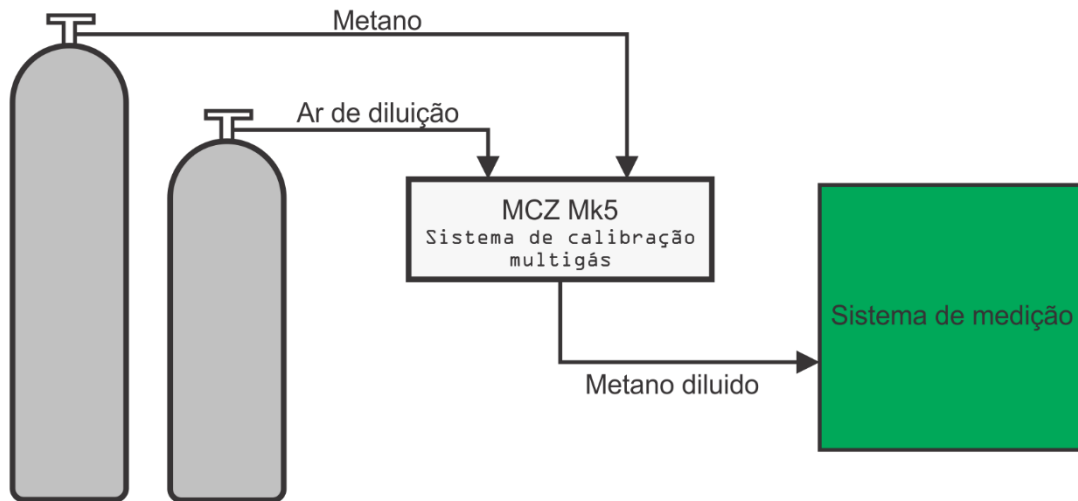 Metano
Ar de diluição
MCZ Mk5
Sistema de calibração
multigás
Sistema de medição
Metano diluido